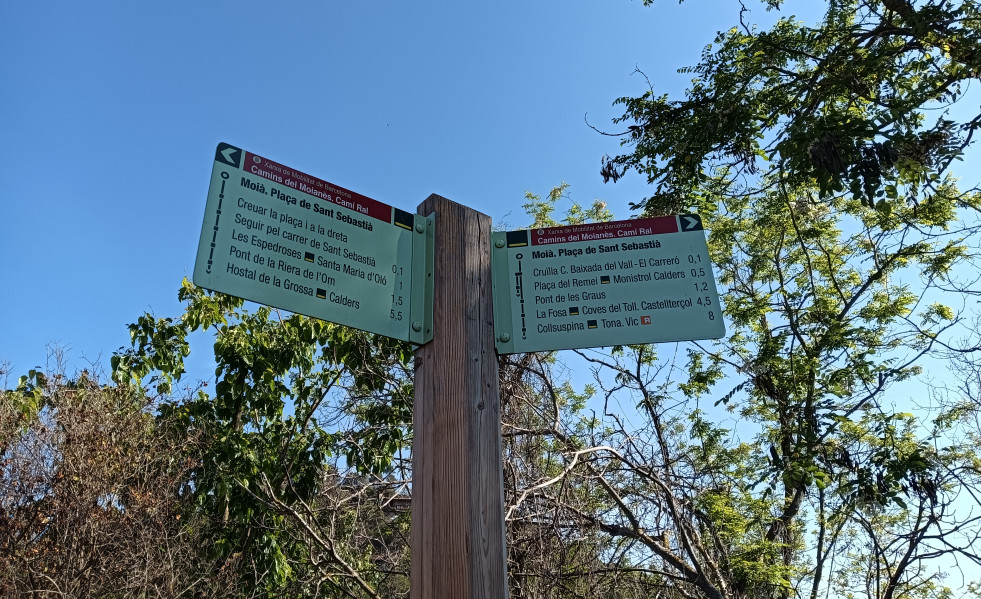 Xarxa de Mobilitat de Barcelona
Camins del Moianès. Camí Ral
Moià. Plaça de Sant Sebastià
Creuar la plaça i a la dreta
Seguir pel carrer de Sant Sebastià 0,1
Les Espedroses Santa Maria d'Oló 1
Pont de la Riera de l'Om 1,5
Hostal de la Grossa Calders 5,5
Xarxa de Mobilitat de Barcelona
Camins del Moianès. Camí Ral
Moià. Plaça de Sant Sebastià
Cruïlla C. Baixada del Vall - El Carreró 0,1
Plaça del Remei Monistrol Calders 0,5
Pont de les Graus 1,2
La Fosa Coves del Toll. Castellterçol 4,5
Collsuspina Tona. Vic 8